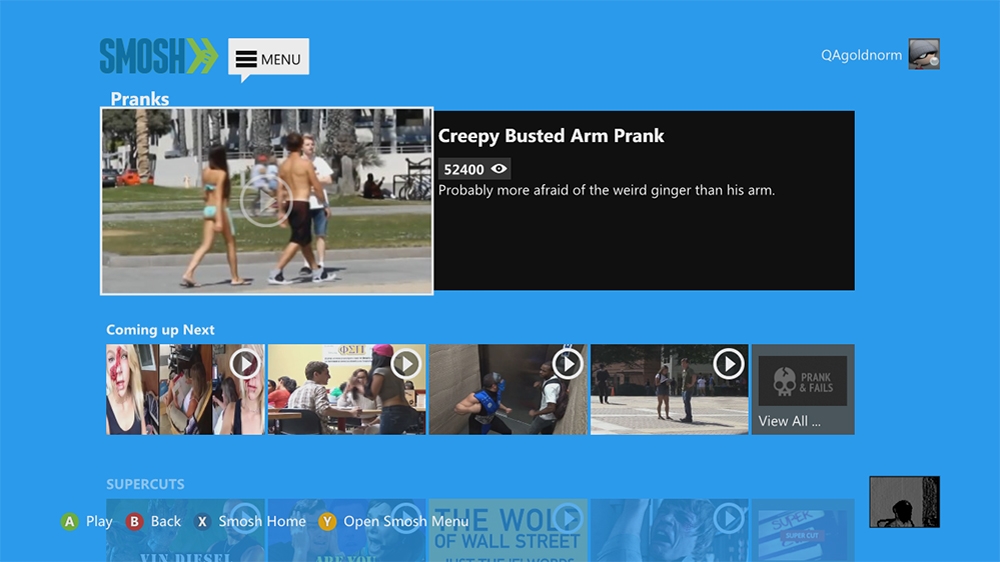 SMOSH
MENU
QAgoldnorm
Pranks
Creepy Busted Arm Prank
52400
Probably more afraid of the weird ginger than his arm.
Coming up Next
ΦΣΠ
PRANK
& FAILS
View All ...
SUPERCUTS
A Play B Back X Smosh Home Y Open Smosh Menu
THE WOLF
OF WALL STREET
VIN DIESEL
ARE YOU
SUPER
SUPER CUT